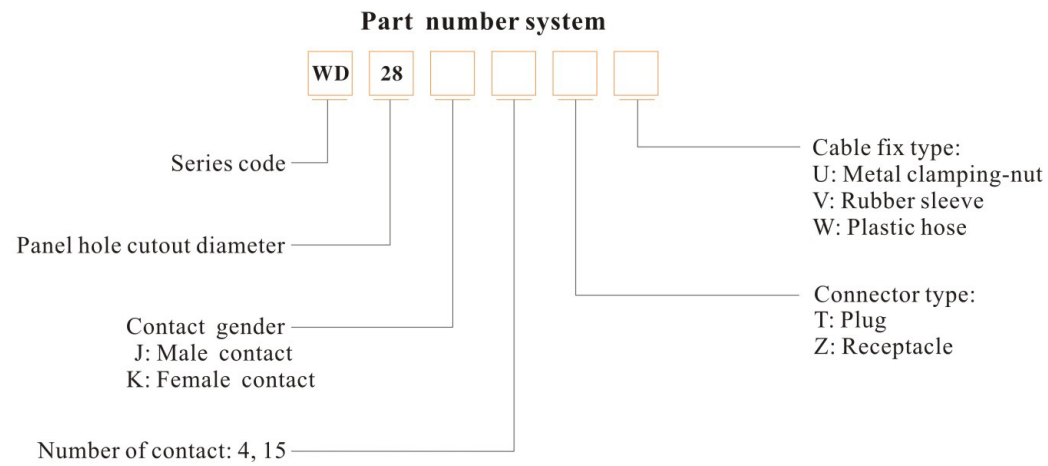 Part number system
WD 28
Series code
Panel hole cutout diameter
Contact gender
J: Male contact
K: Female contact
Number of contact: 4, 15
Cable fix type:
U: Metal clamping-nut
V: Rubber sleeve
W: Plastic hose
Connector type:
T: Plug
Z: Receptacle